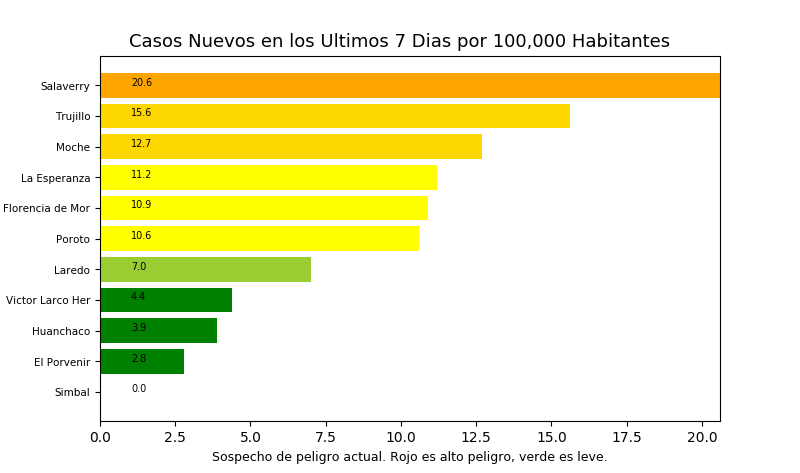 Casos Nuevos en los Ultimos 7 Dias por 100,000 Habitantes
Salaverry 20.6
Trujillo 15.6
Moche 12.7
La Esperanza 11.2
Florencia de Mor 10.9
Poroto 10.6
Laredo 7.0
Victor Larco Her 4.4
Huanchaco 3.9
El Porvenir 2.8
Simbal 0.0
0.0 2.5 5.0 7.5 10.0 12.5 15.0 17.5 20.0
Sospecho de peligro actual. Rojo es alto peligro, verde es leve.